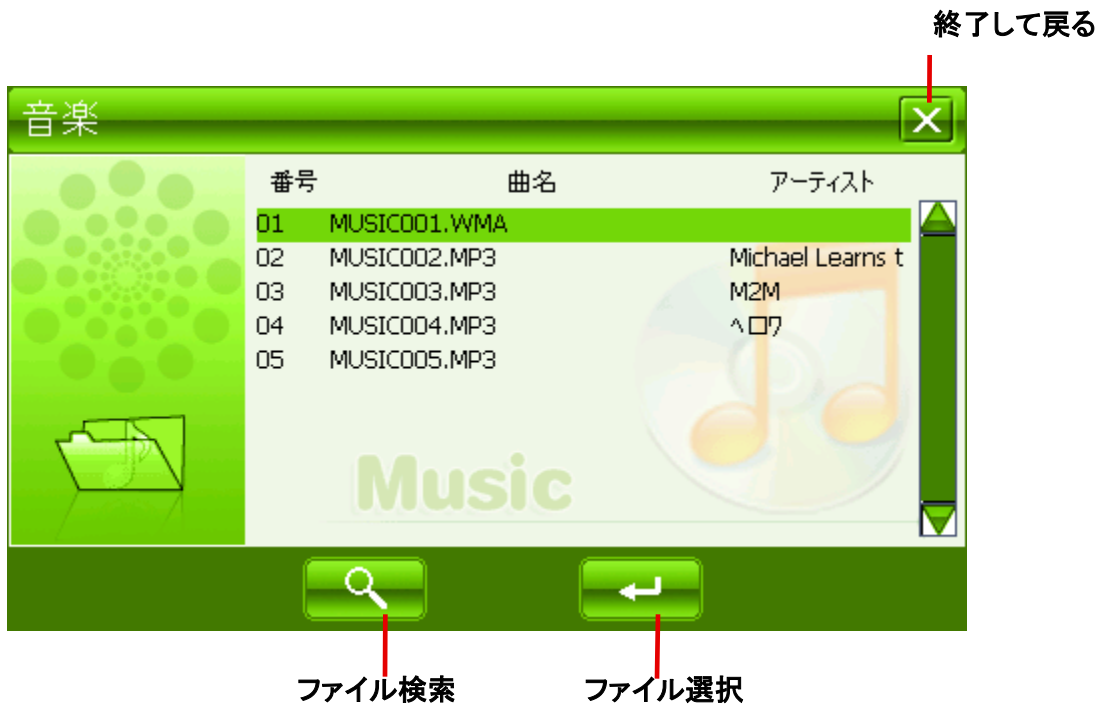 終了して戻る
音楽
番号 曲名 アーティスト
01 MUSIC001.WMA
02 MUSIC002.MP3 Michael Learns t
03 MUSIC003.MP3 M2M
04 MUSIC004.MP3 ヘロワ
05 MUSIC005.MP3
Music
ファイル検索 ファイル選択